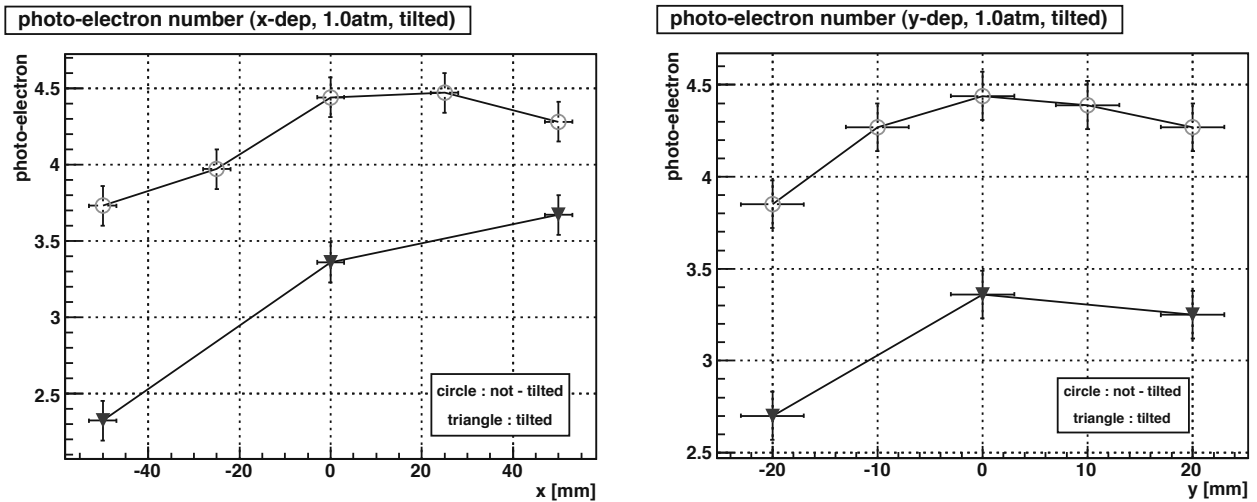 photo-electron number (x-dep, 1.0atm, tilted)
photo-electron
4.5
4
3.5
3
2.5
circle : not - tilted
triangle : tilted
-40 -20 0 20 40
x [mm]
photo-electron number (y-dep, 1.0atm, tilted)
photo-electron
4.5
4
3.5
3
2.5
circle : not - tilted
triangle : tilted
-20 -10 0 10 20
y [mm]